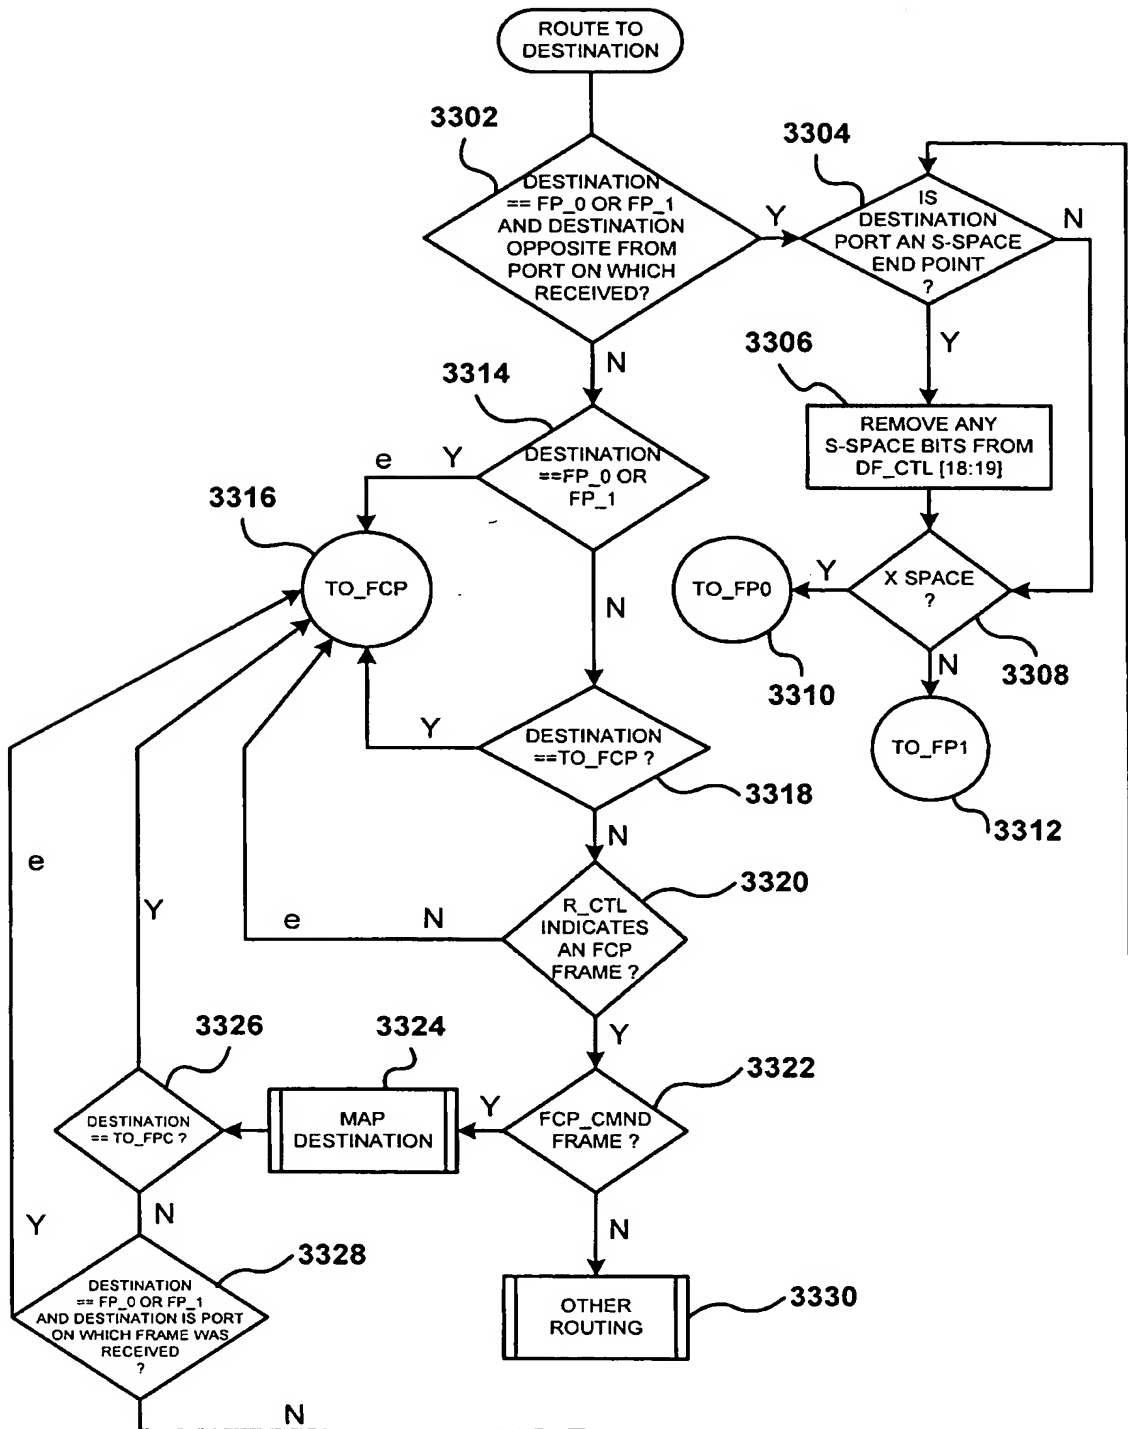 ROUTE TO
DESTINATION
3302
DESTINATION
== FP_0 OR FP_1
AND DESTINATION
OPPOSITE FROM
PORT ON WHICH
RECEIVED?
Y
N
3304
IS
DESTINATION
PORT AN S-SPACE
END POINT
?
N
Y
3306
REMOVE ANY
S-SPACE BITS FROM
DF_CTL [18:19]
X SPACE
?
3308
Y
TO_FP0
3310
N
TO_FP1
3312
3314
DESTINATION
==FP_0 OR
FP_1
Y
e
N
3316
TO_FCP
DESTINATION
==TO_FCP ?
3318
Y
N
3320
R_CTL
INDICATES
AN FCP
FRAME ?
N
e
Y
3322
FCP_CMND
FRAME ?
Y
N
3324
MAP
DESTINATION
3326
DESTINATION
== TO_FPC ?
Y
N
3328
DESTINATION
== FP_0 OR FP_1
AND DESTINATION IS PORT
ON WHICH FRAME WAS
RECEIVED
?
Y
e
N
OTHER
ROUTING
3330